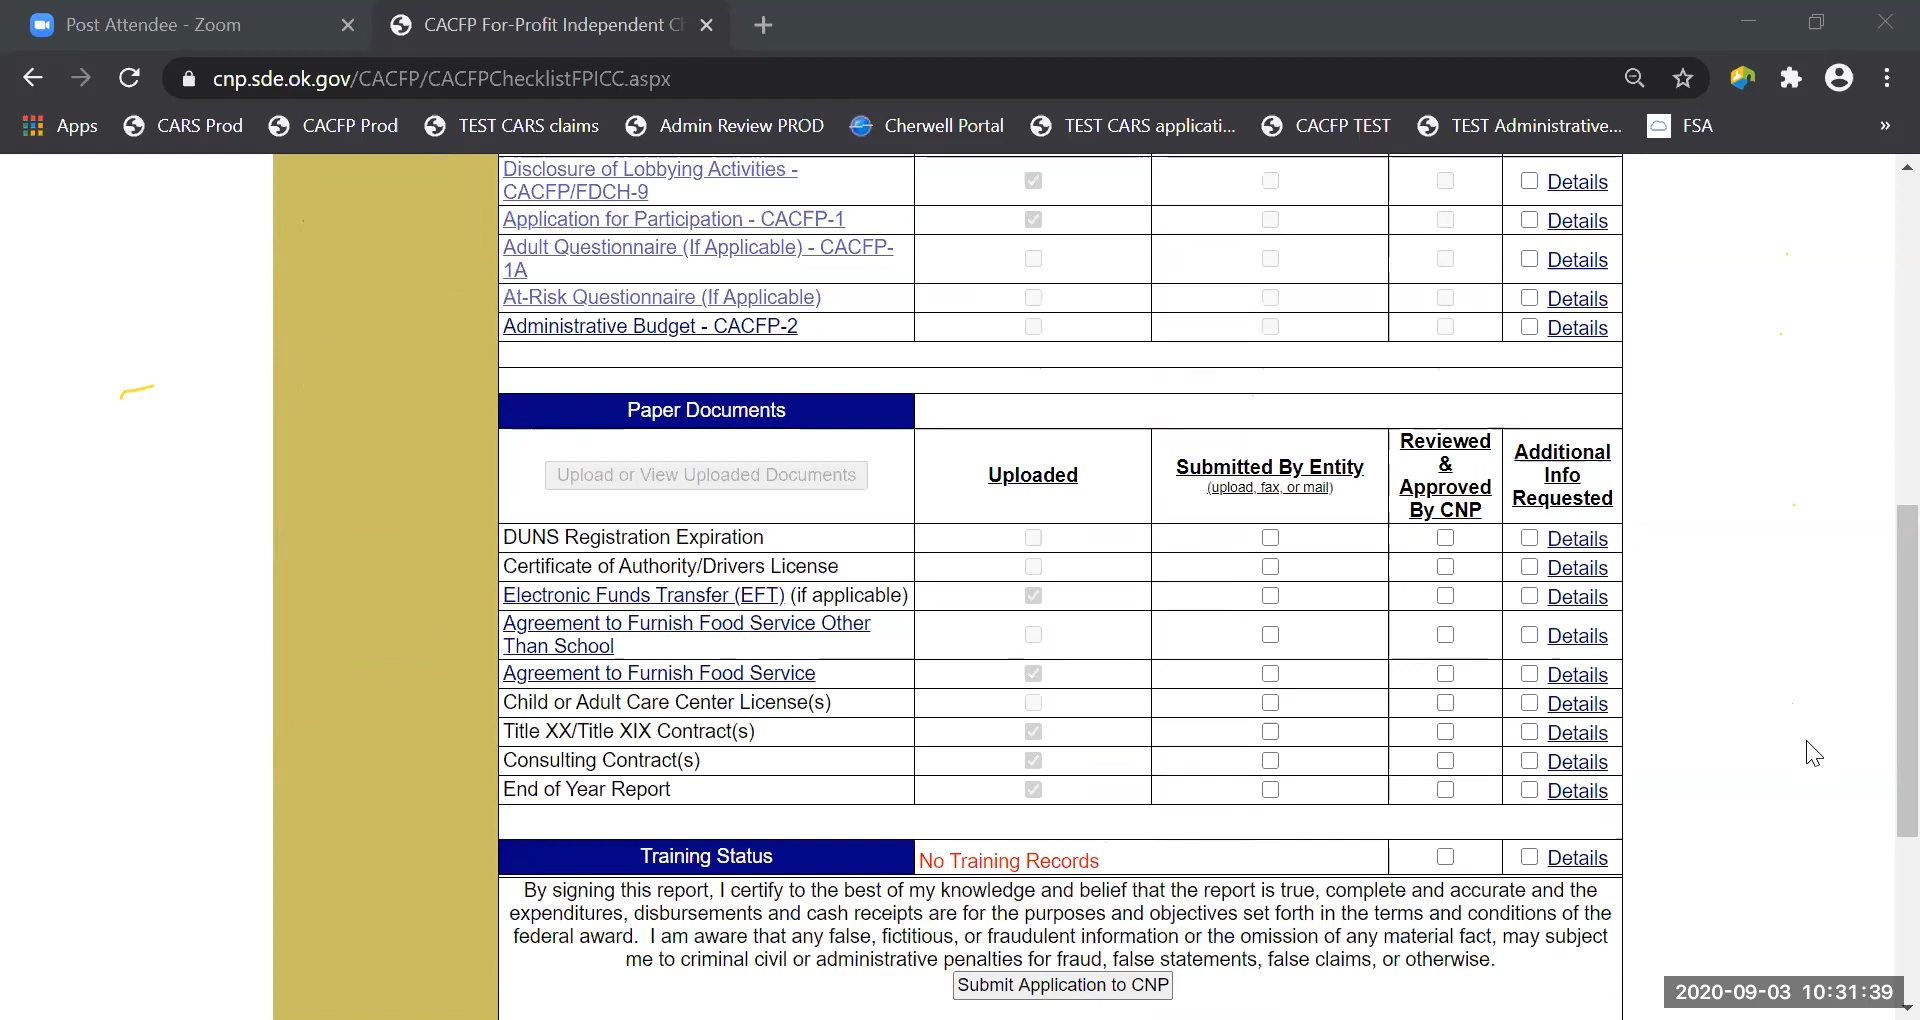 Post Attendee - Zoom
CACFP For-Profit Independent C
cnp.sde.ok.gov/CACFP/CACFPChecklistFPICC.aspx
Apps CARS Prod CACFP Prod TEST CARS claims Admin Review PROD Cherwell Portal TEST CARS applicati... CACFP TEST TEST Administrative... FSA »
Disclosure of Lobbying Activities -
CACFP/FDCH-9
Details
Application for Participation - CACFP-1 Details
Adult Questionnaire (If Applicable) - CACFP-
1A
Details
At-Risk Questionnaire (If Applicable) Details
Administrative Budget - CACFP-2 Details
Paper Documents
Upload or View Uploaded Documents
Uploaded
Submitted By Entity
(upload, fax, or mail)
Reviewed
&
Approved
By CNP
Additional
Info
Requested
DUNS Registration Expiration Details
Certificate of Authority/Drivers License Details
Electronic Funds Transfer (EFT) (if applicable) Details
Agreement to Furnish Food Service Other
Than School
Details
Agreement to Furnish Food Service Details
Child or Adult Care Center License(s) Details
Title XX/Title XIX Contract(s) Details
Consulting Contract(s) Details
End of Year Report Details
Training Status No Training Records Details
By signing this report, I certify to the best of my knowledge and belief that the report is true, complete and accurate and the
expenditures, disbursements and cash receipts are for the purposes and objectives set forth in the terms and conditions of the
federal award. I am aware that any false, fictitious, or fraudulent information or the omission of any material fact, may subject
me to criminal civil or administrative penalties for fraud, false statements, false claims, or otherwise.
Submit Application to CNP
2020-09-03 10:31:39